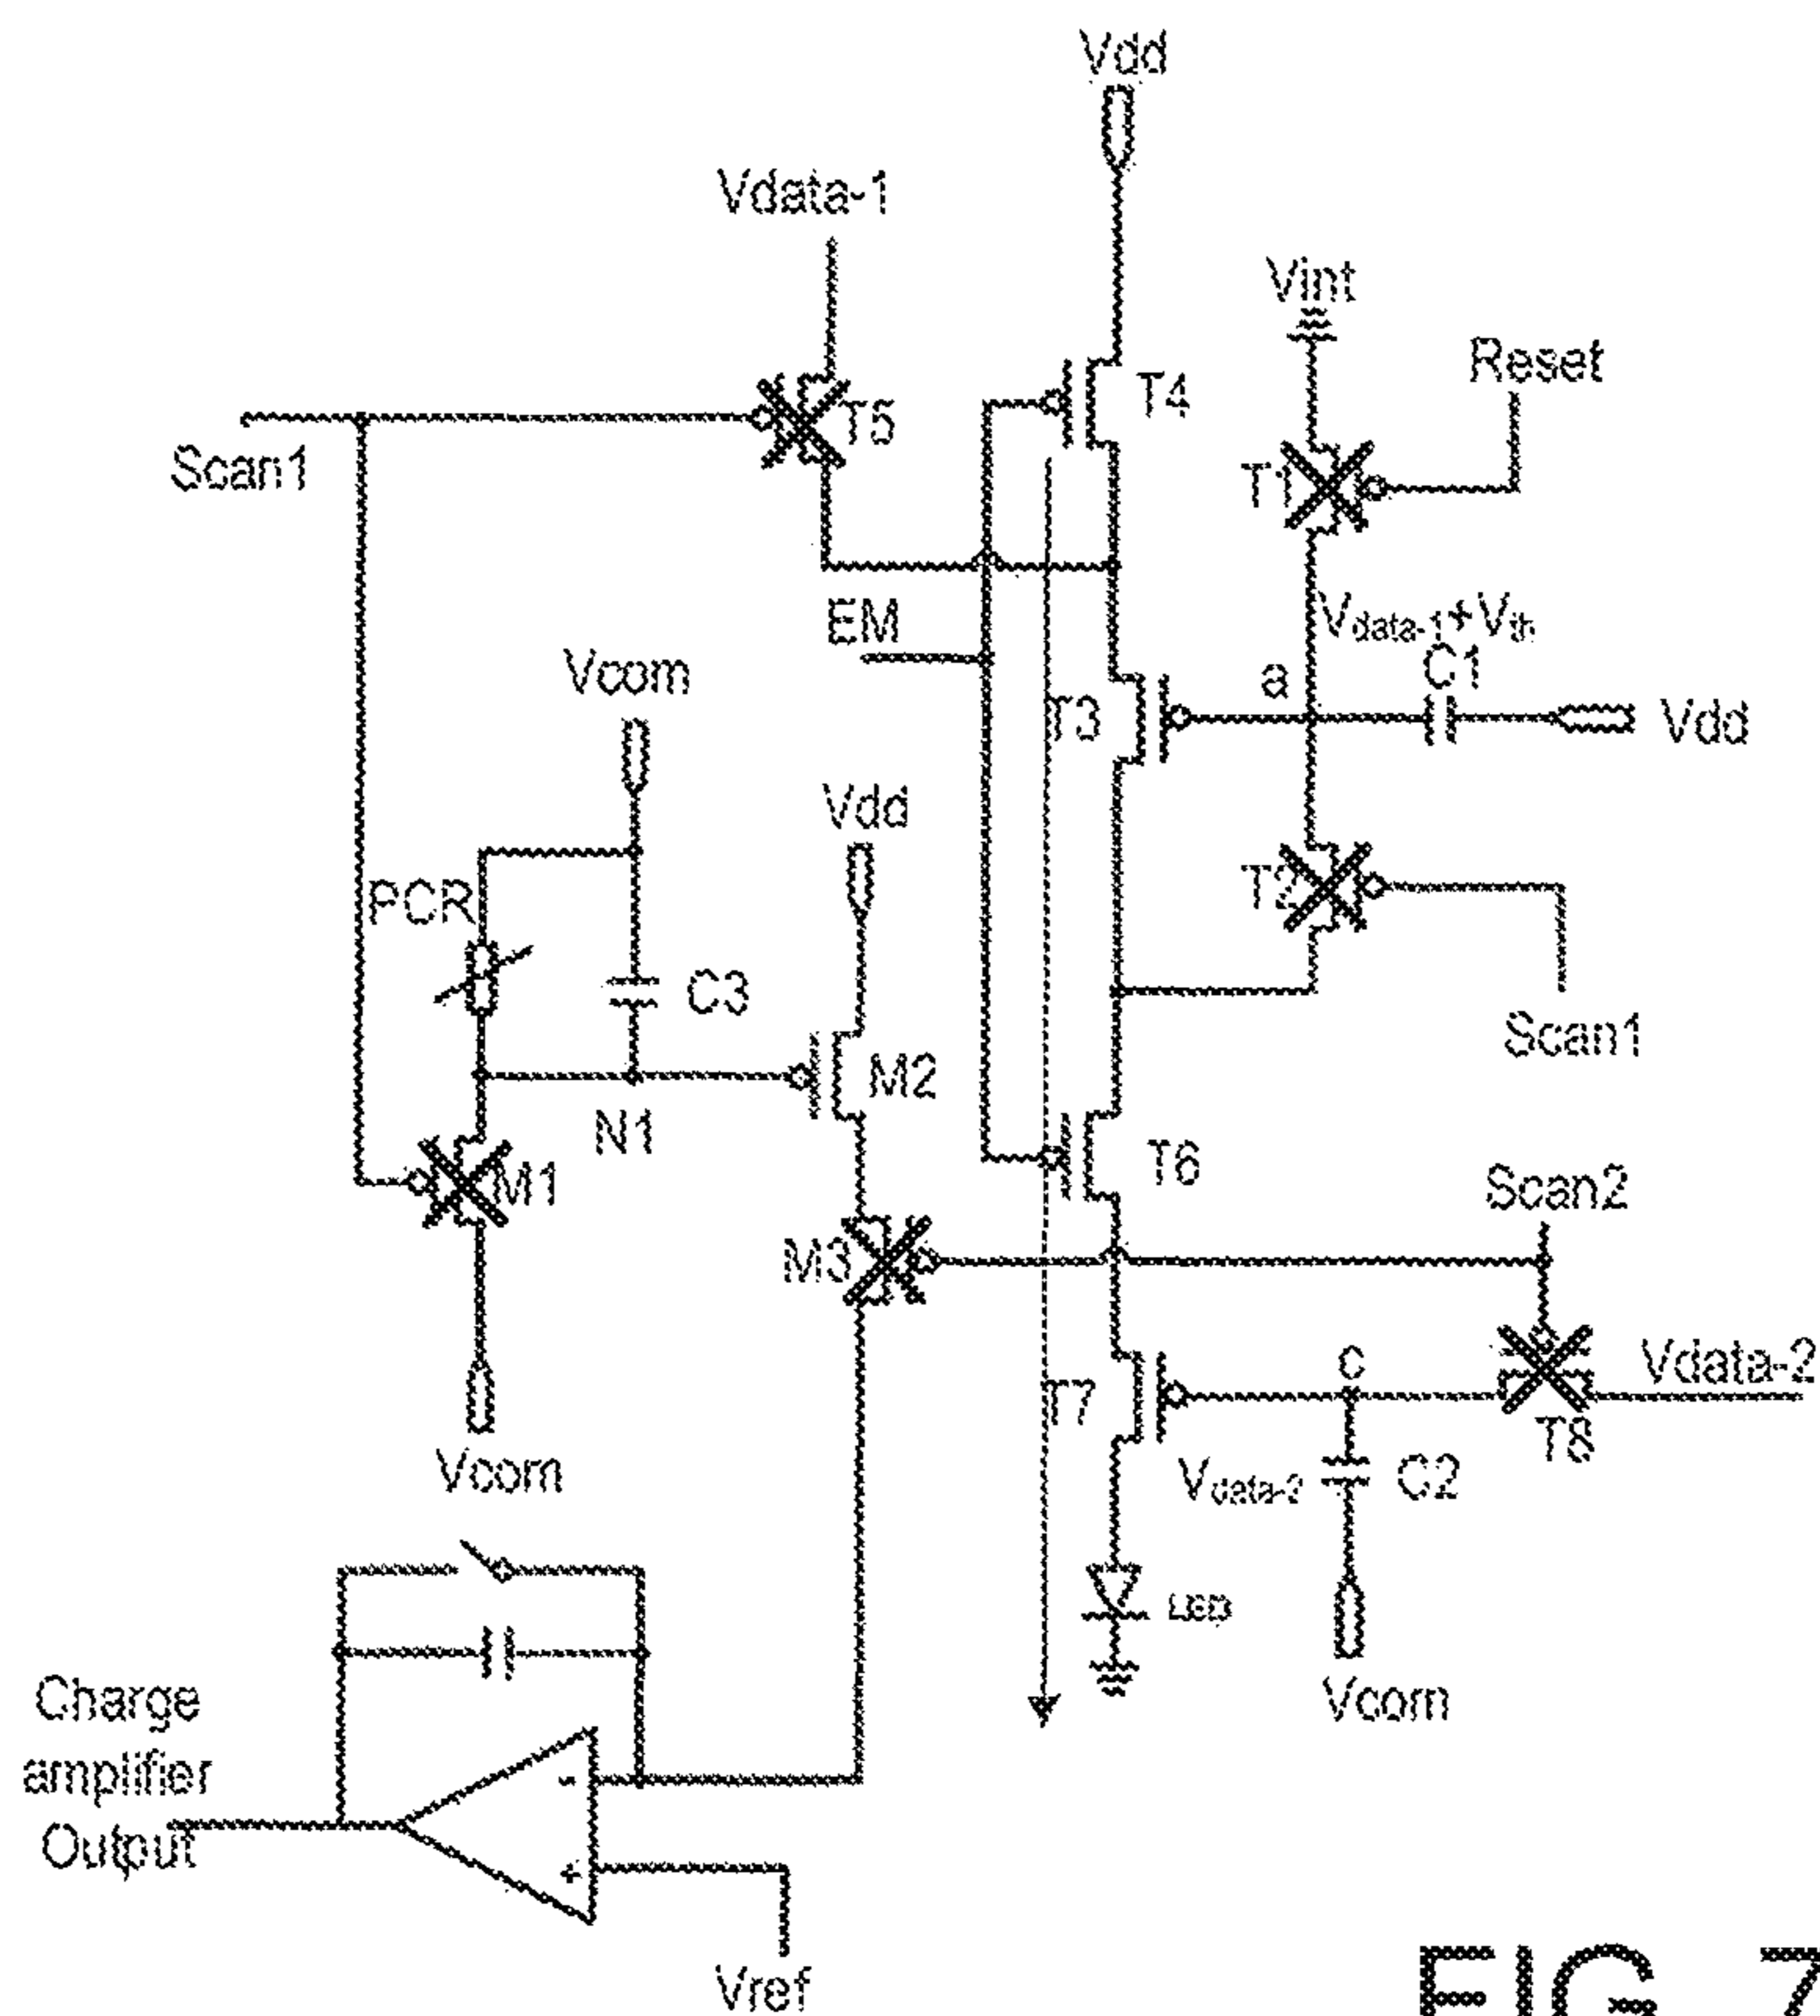 Vdd
Vdata-1
Vint
Reset
T4
T5
Scan1
T1
Vdata-1+Vth
EM
C1
Vcom
a
T3
Vdd
Vdd
PCR
T2
C3
Scan1
M2
N1
T6
M1
Scan2
M3
c
Vdata-2
T7
T8
Vcom
Vdata-2
C2
LED
Charge
amplifier
Output
Vcom
-
+
Vref
FIG. 7